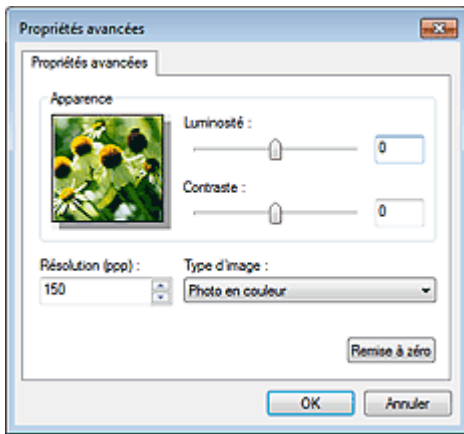 Propriétés avancées
Propriétés avancées
Apparence
Luminosité :
0
Contraste :
0
Résolution (ppp) :
Type d'image :
150
Photo en couleur
Remise à zéro
OK
Annuler